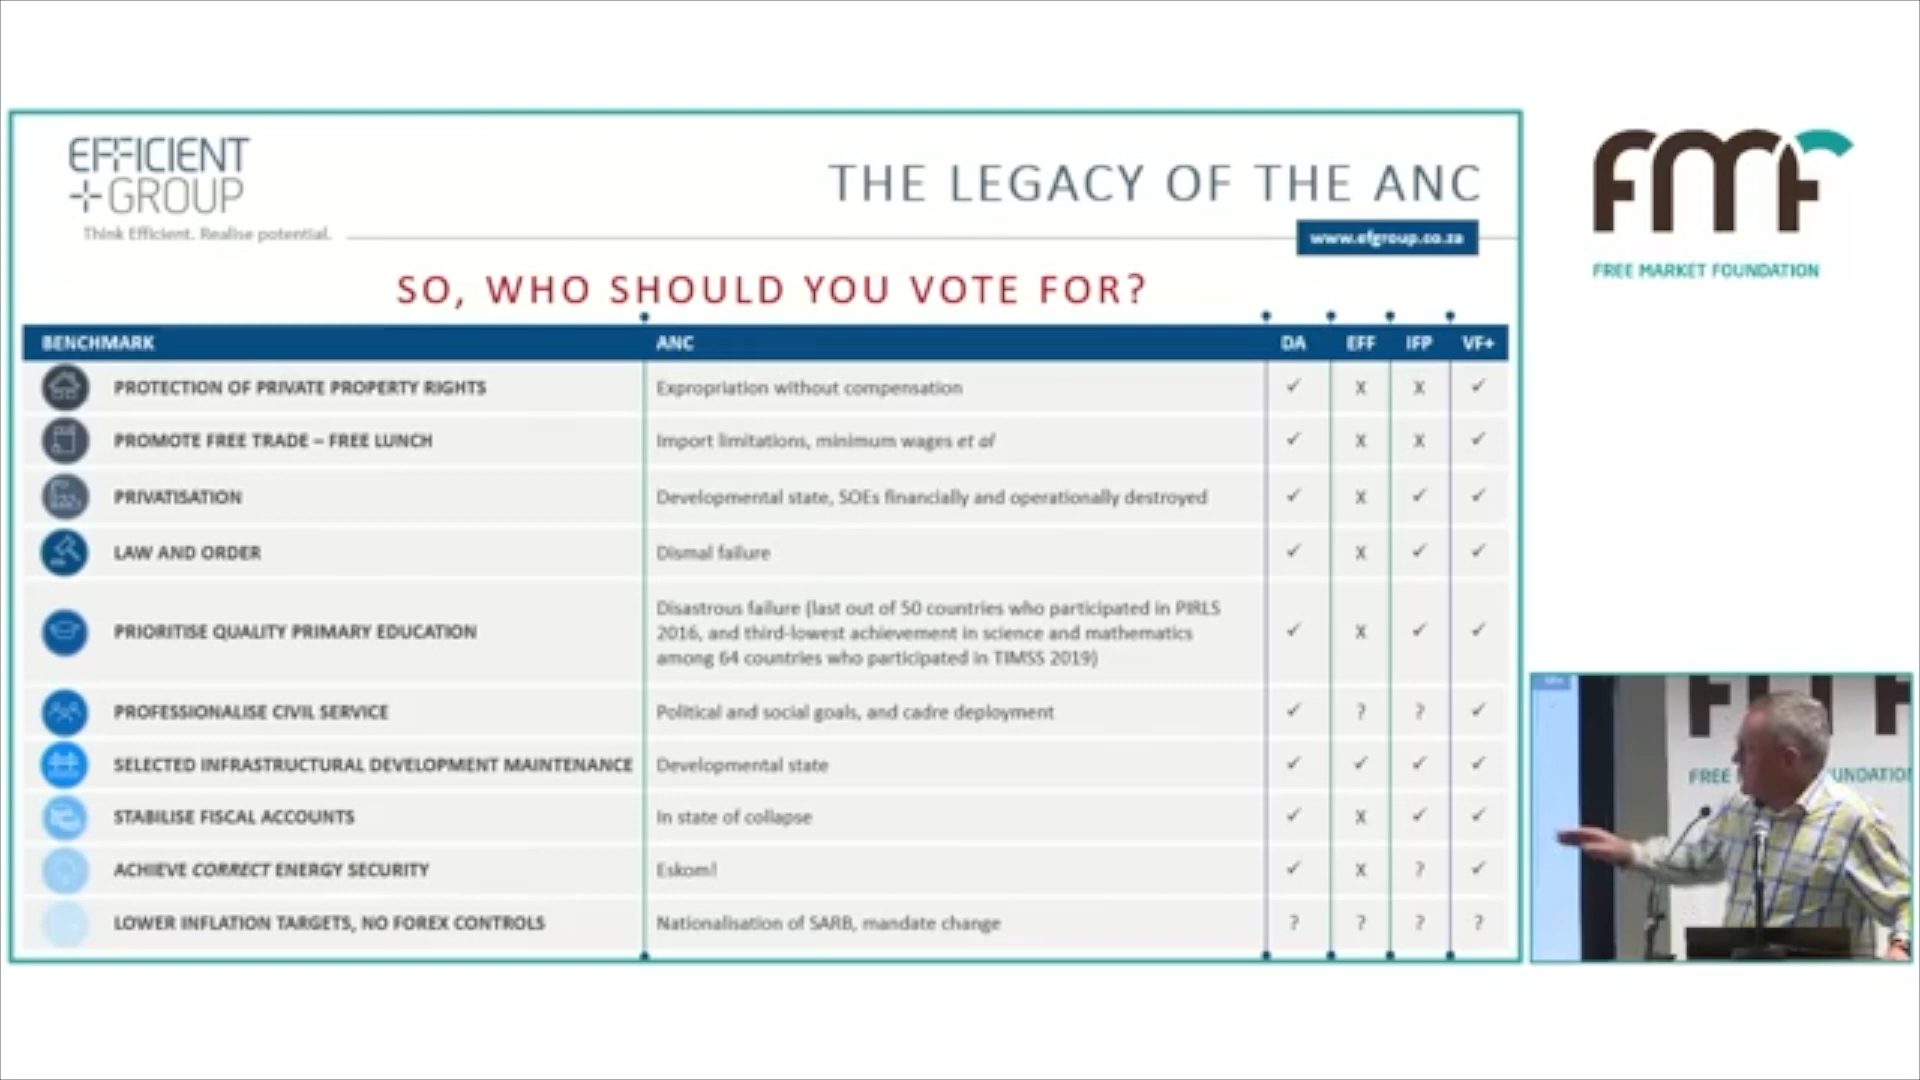 EFFICIENT
GROUP
Think Efficient. Realise potential.
THE LEGACY OF THE ANC
www.efgroup.co.za
FMF
FREE MARKET FOUNDATION
SO, WHO SHOULD YOU VOTE FOR?
BENCHMARK ANC DA EFF IFP VF+
PROTECTION OF PRIVATE PROPERTY RIGHTS Expropriation without compensation ✓ X X ✓
PROMOTE FREE TRADE – FREE LUNCH Import limitations, minimum wages et al ✓ X X ✓
PRIVATISATION Developmental state, SOEs financially and operationally destroyed ✓ X ✓ ✓
LAW AND ORDER Dismal failure ✓ X ✓ ✓
PRIORITISE QUALITY PRIMARY EDUCATION Disastrous failure (last out of 50 countries who participated in PIRLS
2016, and third-lowest achievement in science and mathematics
among 64 countries who participated in TIMSS 2019) ✓ X ✓ ✓
PROFESSIONALISE CIVIL SERVICE Political and social goals, and cadre deployment ✓ ? ? ✓
SELECTED INFRASTRUCTURAL DEVELOPMENT MAINTENANCE Developmental state ✓ ✓ ✓ ✓
STABILISE FISCAL ACCOUNTS In state of collapse ✓ X ✓ ✓
ACHIEVE CORRECT ENERGY SECURITY Eskom! ✓ X ? ✓
LOWER INFLATION TARGETS, NO FOREX CONTROLS Nationalisation of SARB, mandate change ? ? ? ?
FREE